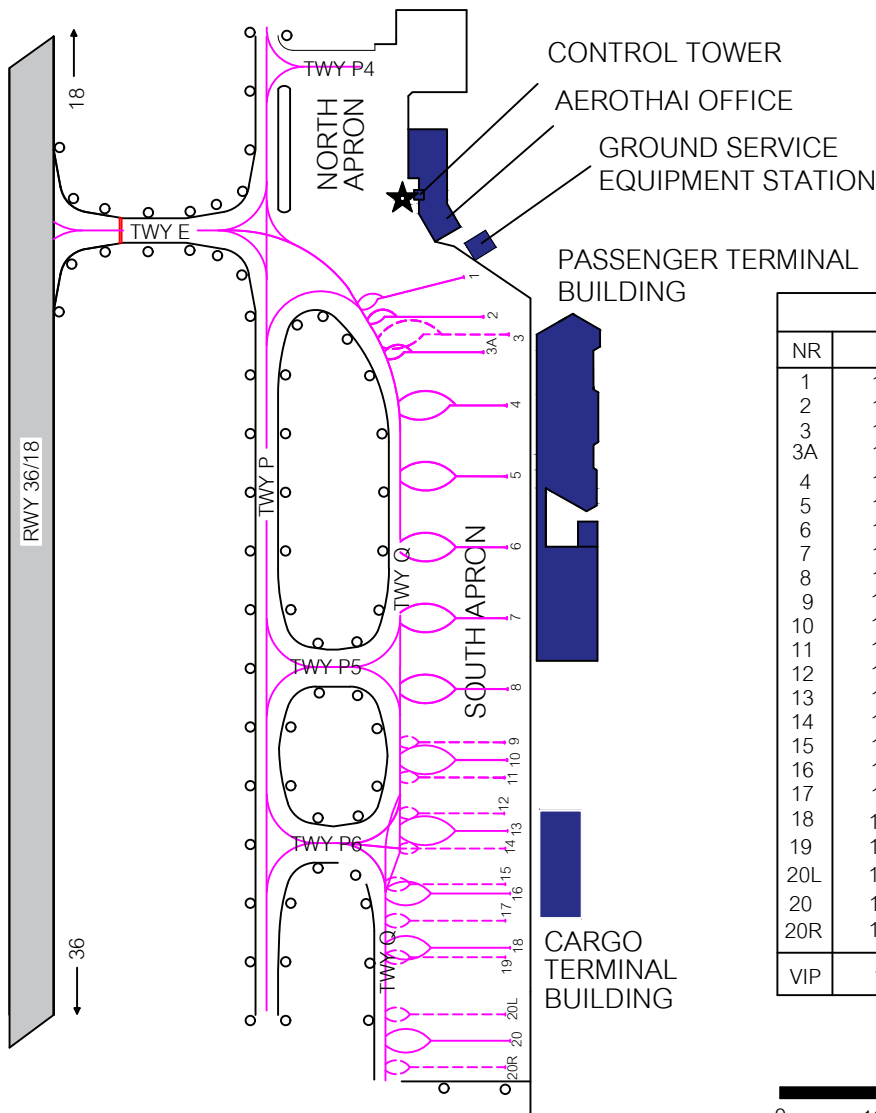 CONTROL TOWER
AEROTHAI OFFICE
GROUND SERVICE
EQUIPMENT STATION
PASSENGER TERMINAL
BUILDING
TWY P4
18
NORTH
APRON
TWY E
1
2
3
3A
4
5
6
7
8
9
10
11
12
13
14
15
16
17
18
19
20L
20
20R
RWY 36/18
TWY P
TWY Q
SOUTH APRON
TWY P5
TWY P6
TWY Q
36
CARGO
TERMINAL
BUILDING
NR
1
2
3
3A
4
5
6
7
8
9
10
11
12
13
14
15
16
17
18
19
20L
20
20R
VIP